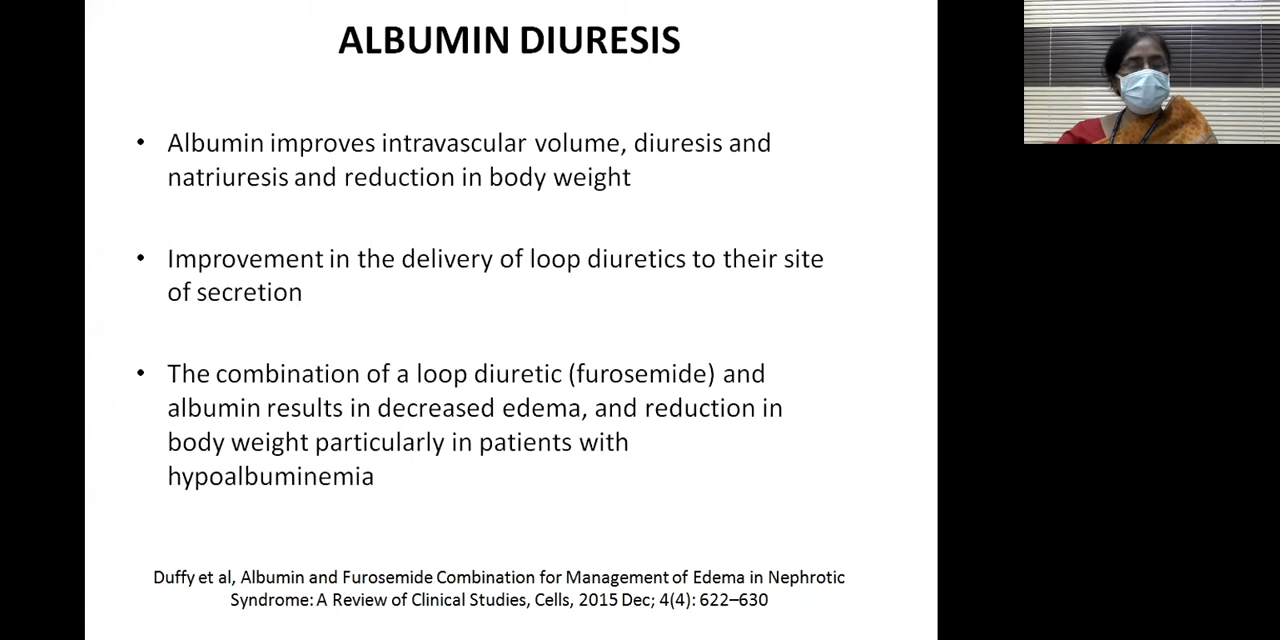 ALBUMIN DIURESIS
• Albumin improves intravascular volume, diuresis and
natriuresis and reduction in body weight
• Improvement in the delivery of loop diuretics to their site
of secretion
• The combination of a loop diuretic (furosemide) and
albumin results in decreased edema, and reduction in
body weight particularly in patients with
hypoalbuminemia
Duffy et al, Albumin and Furosemide Combination for Management of Edema in Nephrotic
Syndrome: A Review of Clinical Studies, Cells, 2015 Dec; 4(4): 622–630